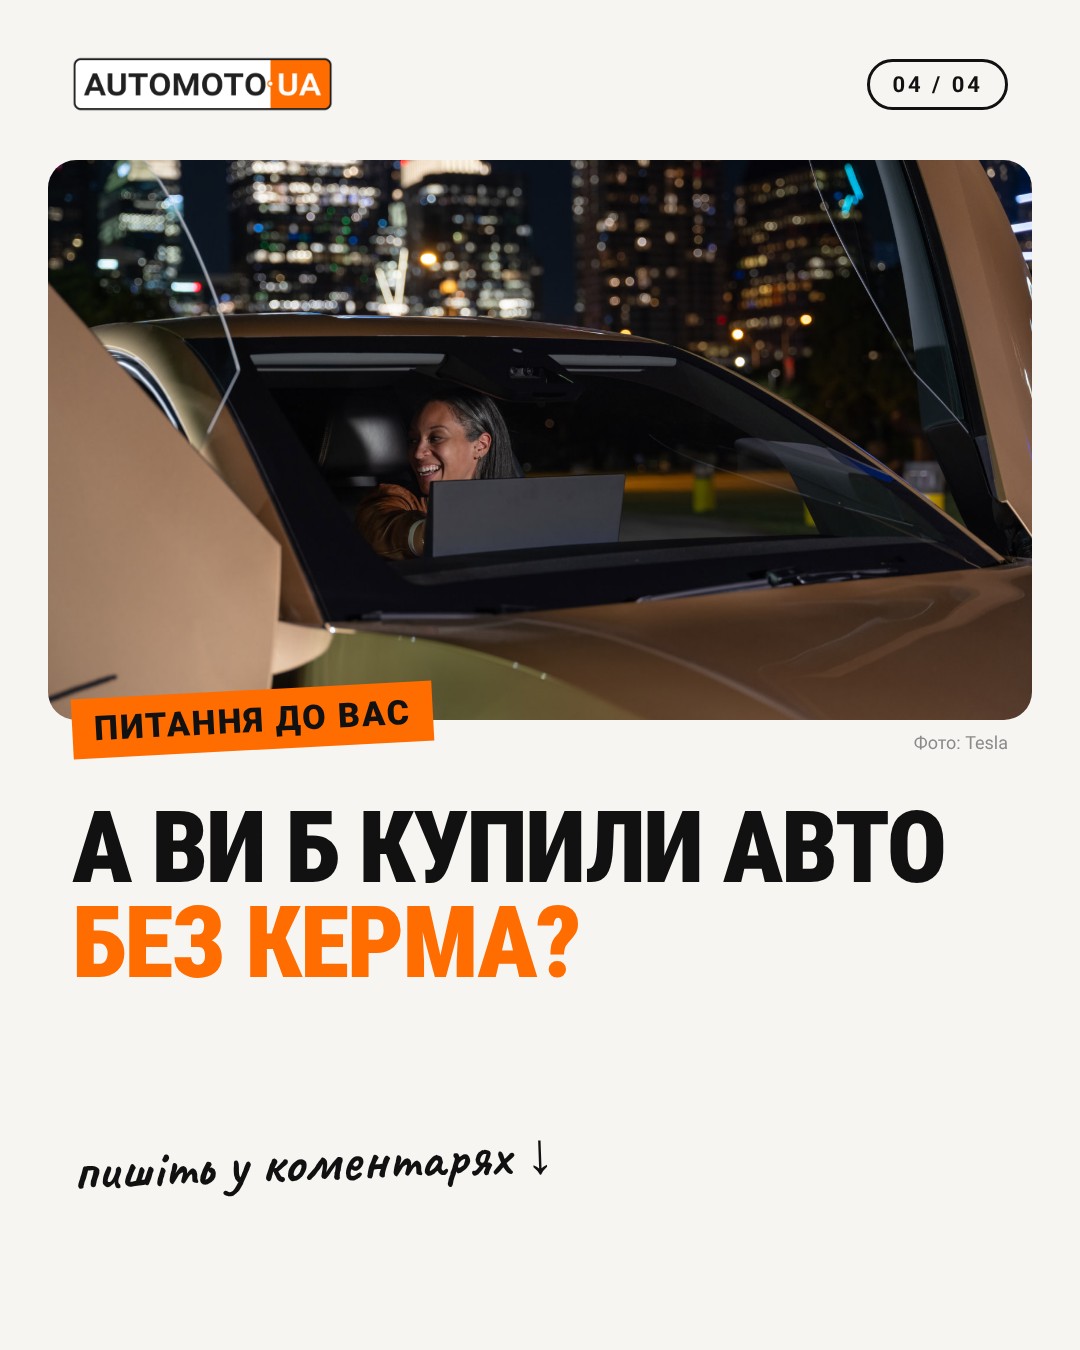 AUTOMOTO UA
04 / 04
ПИТАННЯ ДО ВАС
Фото: Tesla
А ВИ Б КУПИЛИ АВТО
БЕЗ КЕРМА?
пишіть у коментарях ↓